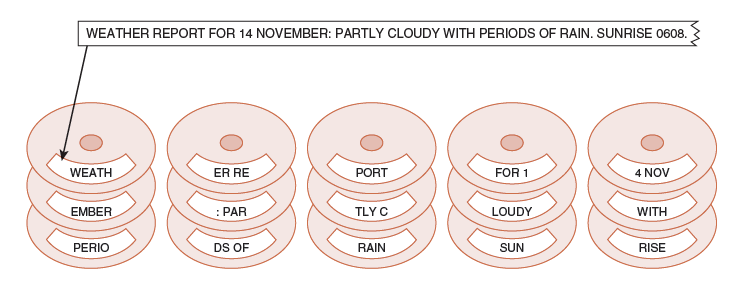 WEATHER REPORT FOR 14 NOVEMBER: PARTLY CLOUDY WITH PERIODS OF RAIN. SUNRISE 0608.
WEATH ER RE PORT FOR 1 4 NOV
EMBER : PAR TLY C LOUDY WITH
PERIO DS OF RAIN SUN RISE